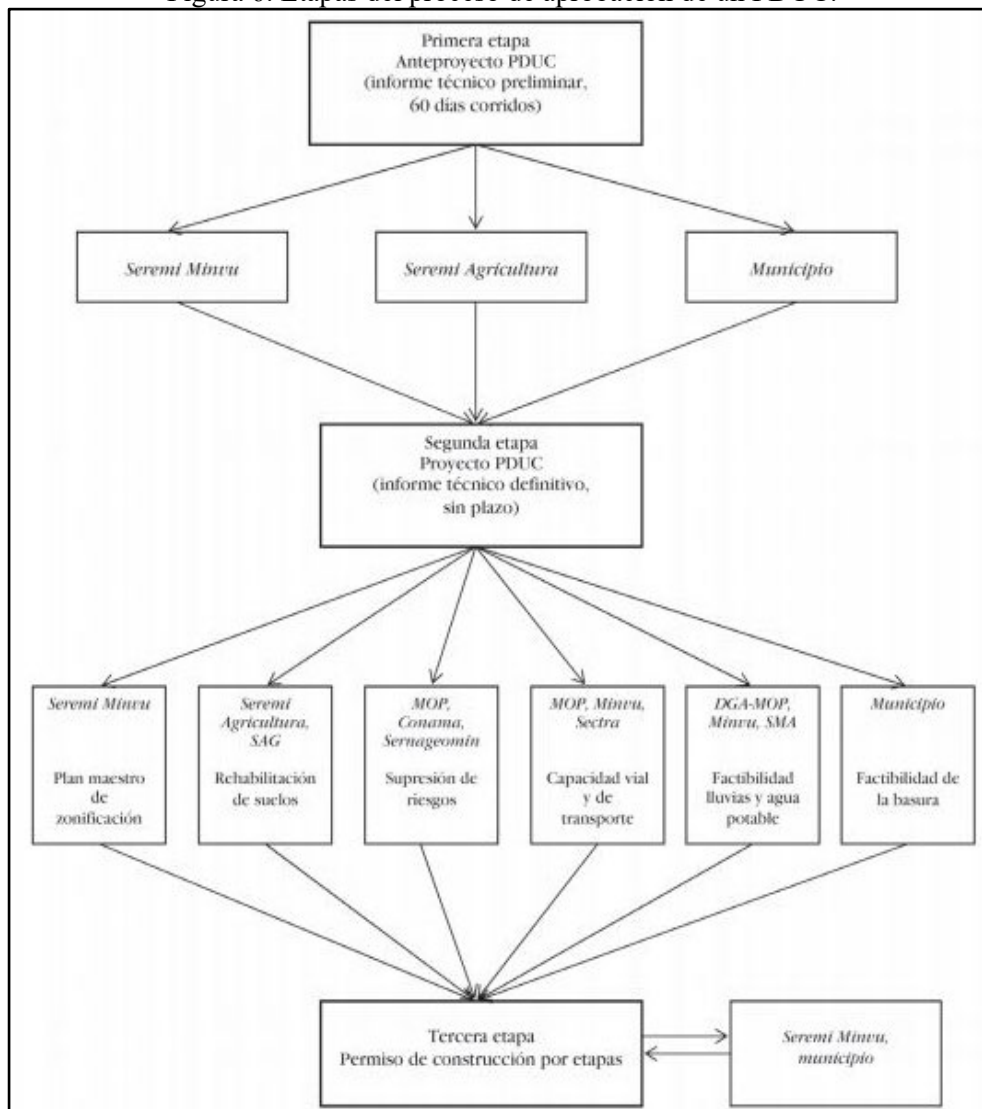 Primera etapa
Anteproyecto PDUC
(informe técnico preliminar,
60 días corridos)
Seremi Minvu
Seremi Agricultura
Municipio
Segunda etapa
Proyecto PDUC
(informe técnico definitivo,
sin plazo)
Seremi Minvu
Plan maestro
de
zonificación
Seremi
Agricultura,
SAG
Rehabilitación
de suelos
MOP,
Conama,
Sernageomin
Supresión de
riesgos
MOP, Minvu,
Sectra
Capacidad vial
y de
transporte
DGA-MOP,
Minvu, SMA
Factibilidad
lluvias y agua
potable
Municipio
Factibilidad de
la basura
Tercera etapa
Permiso de construcción por etapas
Seremi Minvu,
municipio